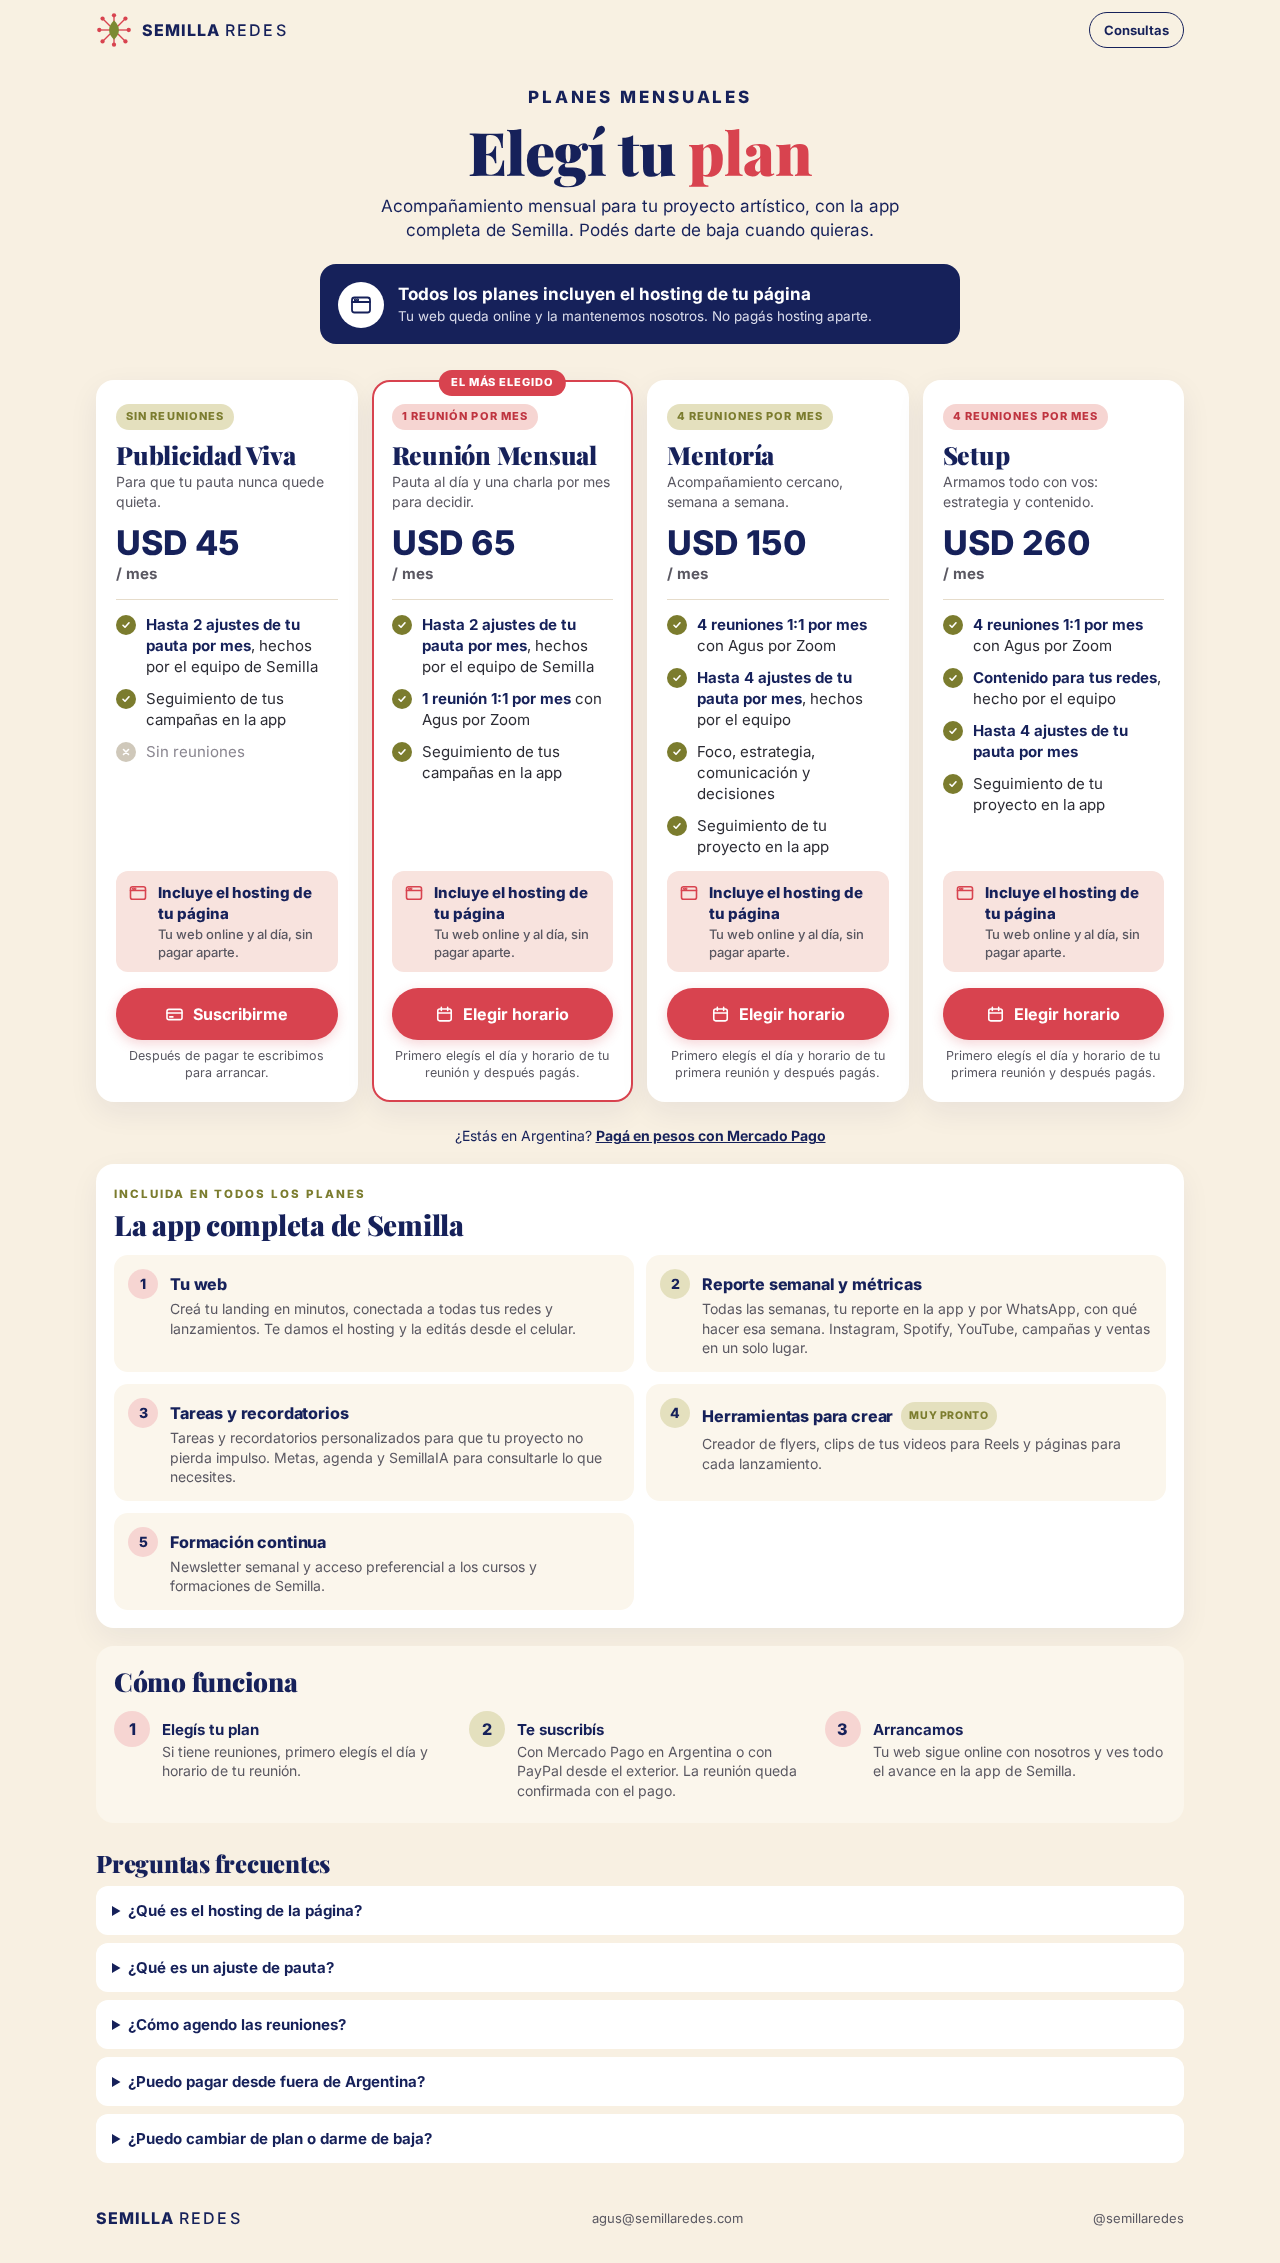 SEMILLA REDES
Consultas
PLANES MENSUALES
Elegí tu plan
Acompañamiento mensual para tu proyecto artístico, con la app
completa de Semilla. Podés darte de baja cuando quieras.
Todos los planes incluyen el hosting de tu página
Tu web queda online y la mantenemos nosotros. No pagás hosting aparte.
SIN REUNIONES
Publicidad Viva
Para que tu pauta nunca quede
quieta.
USD 45
/ mes
Hasta 2 ajustes de tu
pauta por mes, hechos
por el equipo de Semilla
Seguimiento de tus
campañas en la app
Sin reuniones
Incluye el hosting de
tu página
Tu web online y al día, sin
pagar aparte.
Suscribirme
Después de pagar te escribimos
para arrancar.
EL MÁS ELEGIDO
1 REUNIÓN POR MES
Reunión Mensual
Pauta al día y una charla por mes
para decidir.
USD 65
/ mes
Hasta 2 ajustes de tu
pauta por mes, hechos
por el equipo de Semilla
1 reunión 1:1 por mes con
Agus por Zoom
Seguimiento de tus
campañas en la app
Incluye el hosting de
tu página
Tu web online y al día, sin
pagar aparte.
Elegir horario
Primero elegís el día y horario de tu
reunión y después pagás.
4 REUNIONES POR MES
Mentoría
Acompañamiento cercano,
semana a semana.
USD 150
/ mes
4 reuniones 1:1 por mes
con Agus por Zoom
Hasta 4 ajustes de tu
pauta por mes, hechos
por el equipo
Foco, estrategia,
comunicación y
decisiones
Seguimiento de tu
proyecto en la app
Incluye el hosting de
tu página
Tu web online y al día, sin
pagar aparte.
Elegir horario
Primero elegís el día y horario de tu
primera reunión y después pagás.
4 REUNIONES POR MES
Setup
Armamos todo con vos:
estrategia y contenido.
USD 260
/ mes
4 reuniones 1:1 por mes
con Agus por Zoom
Contenido para tus redes,
hecho por el equipo
Hasta 4 ajustes de tu
pauta por mes
Seguimiento de tu
proyecto en la app
Incluye el hosting de
tu página
Tu web online y al día, sin
pagar aparte.
Elegir horario
Primero elegís el día y horario de tu
primera reunión y después pagás.
¿Estás en Argentina? Pagá en pesos con Mercado Pago
INCLUIDA EN TODOS LOS PLANES
La app completa de Semilla
1
Tu web
Creá tu landing en minutos, conectada a todas tus redes y
lanzamientos. Te damos el hosting y la editás desde el celular.
2
Reporte semanal y métricas
Todas las semanas, tu reporte en la app y por WhatsApp, con qué
hacer esa semana. Instagram, Spotify, YouTube, campañas y ventas
en un solo lugar.
3
Tareas y recordatorios
Tareas y recordatorios personalizados para que tu proyecto no
pierda impulso. Metas, agenda y SemillaIA para consultarle lo que
necesites.
4
Herramientas para crear MUY PRONTO
Creador de flyers, clips de tus videos para Reels y páginas para
cada lanzamiento.
5
Formación continua
Newsletter semanal y acceso preferencial a los cursos y
formaciones de Semilla.
Cómo funciona
1
Elegís tu plan
Si tiene reuniones, primero elegís el día y
horario de tu reunión.
2
Te suscribís
Con Mercado Pago en Argentina o con
PayPal desde el exterior. La reunión queda
confirmada con el pago.
3
Arrancamos
Tu web sigue online con nosotros y ves todo
el avance en la app de Semilla.
Preguntas frecuentes
¿Qué es el hosting de la página?
¿Qué es un ajuste de pauta?
¿Cómo agendo las reuniones?
¿Puedo pagar desde fuera de Argentina?
¿Puedo cambiar de plan o darme de baja?
SEMILLA REDES
agus@semillaredes.com
@semillaredes